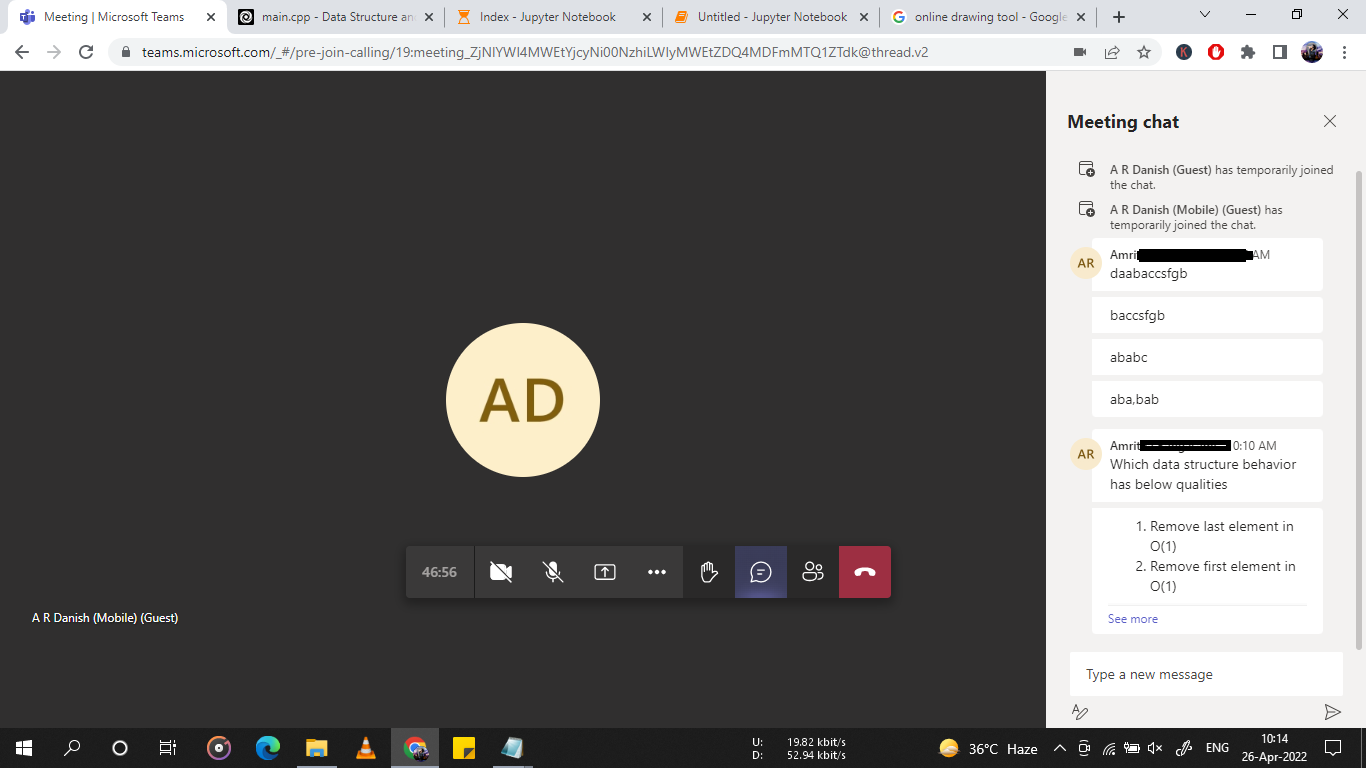 Meeting | Microsoft Teams
main.cpp - Data Structure an
Index - Jupyter Notebook
Untitled - Jupyter Notebook
online drawing tool - Google
teams.microsoft.com/_#/pre-join-calling/19:meeting_ZjNlYWI4MWEtYjcyNi00NzhiLWIyMWEtZDQ4MDFmMTQ1ZTdk@thread.v2
K
Meeting chat
A R Danish (Guest) has temporarily joined
the chat.
A R Danish (Mobile) (Guest) has
temporarily joined the chat.
AR
Amri AM
daabaccsfgb
baccsfgb
ababc
aba,bab
AR
Amrit 0:10 AM
Which data structure behavior
has below qualities
1. Remove last element in
O(1)
2. Remove first element in
O(1)
See more
Type a new message
AD
46:56
A R Danish (Mobile) (Guest)
U: 19.82 kbit/s
D: 52.94 kbit/s
36°C Haze
ENG
10:14
26-Apr-2022